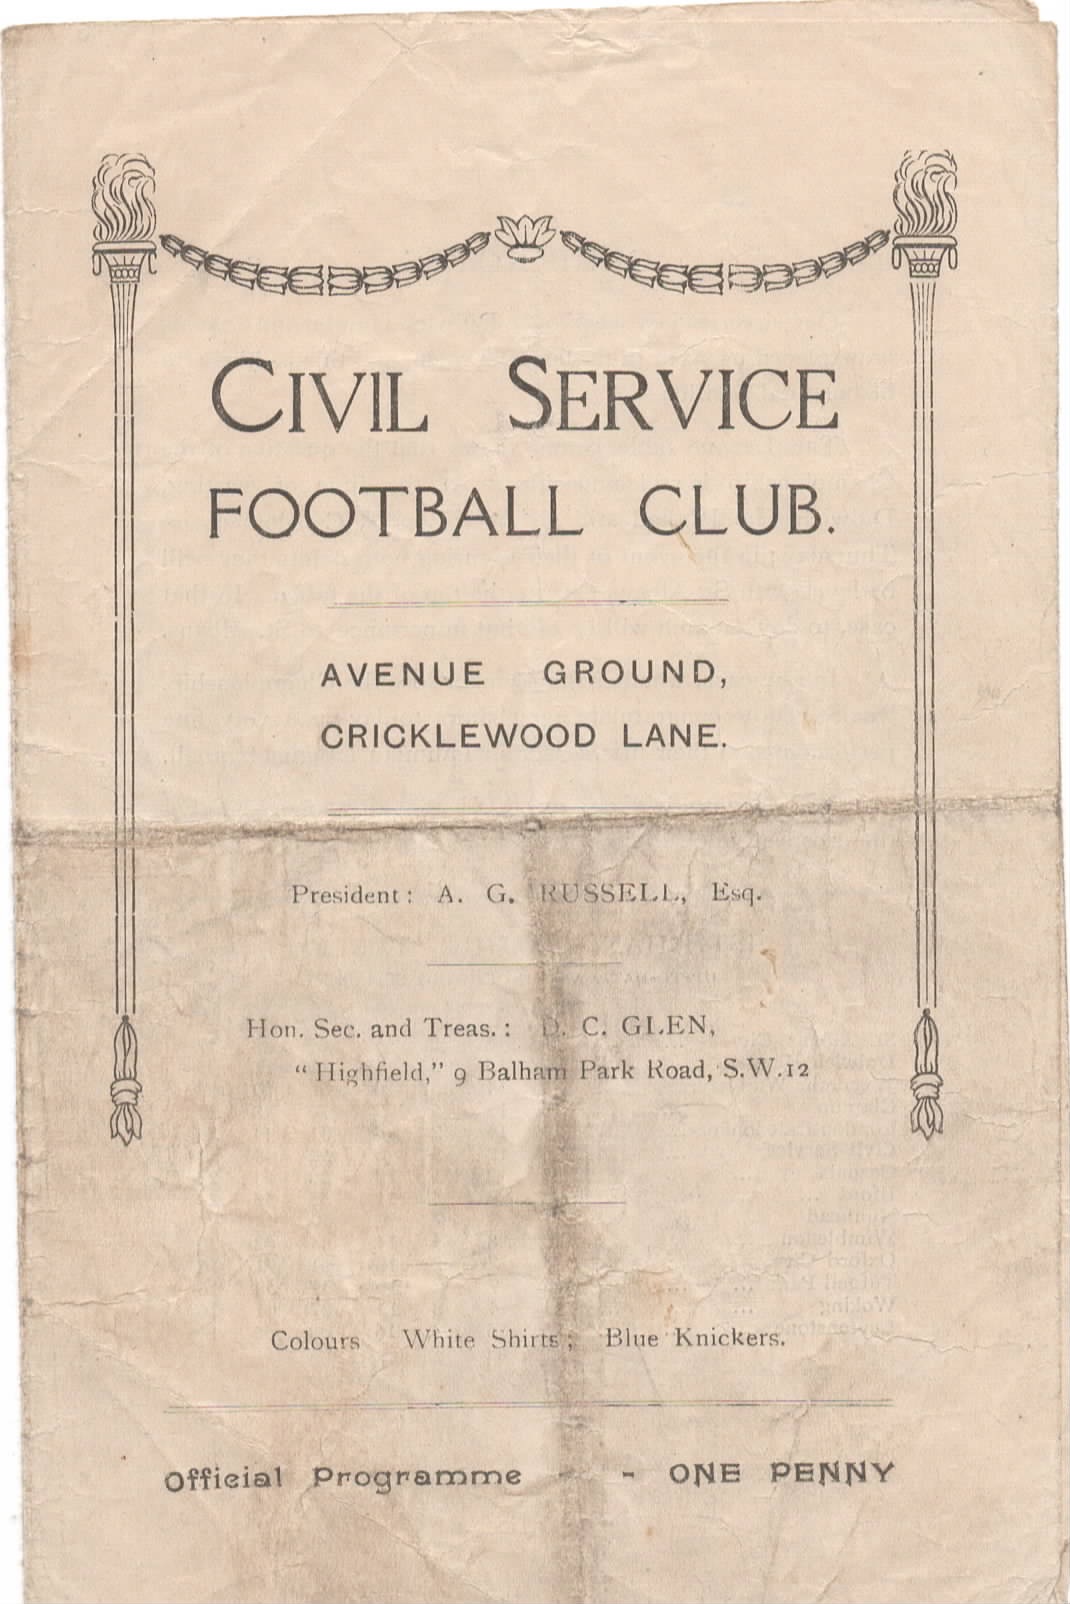 CIVIL SERVICE
FOOTBALL CLUB.
AVENUE GROUND,
CRICKLEWOOD LANE.
President: A. G. RUSSELL, Esq.
Hon. Sec. and Treas.: D. C. GLEN,
"Highfield," 9 Balham Park Road, S.W.12
Colours White Shirts; Blue Knickers.
Official Programme - - ONE PENNY